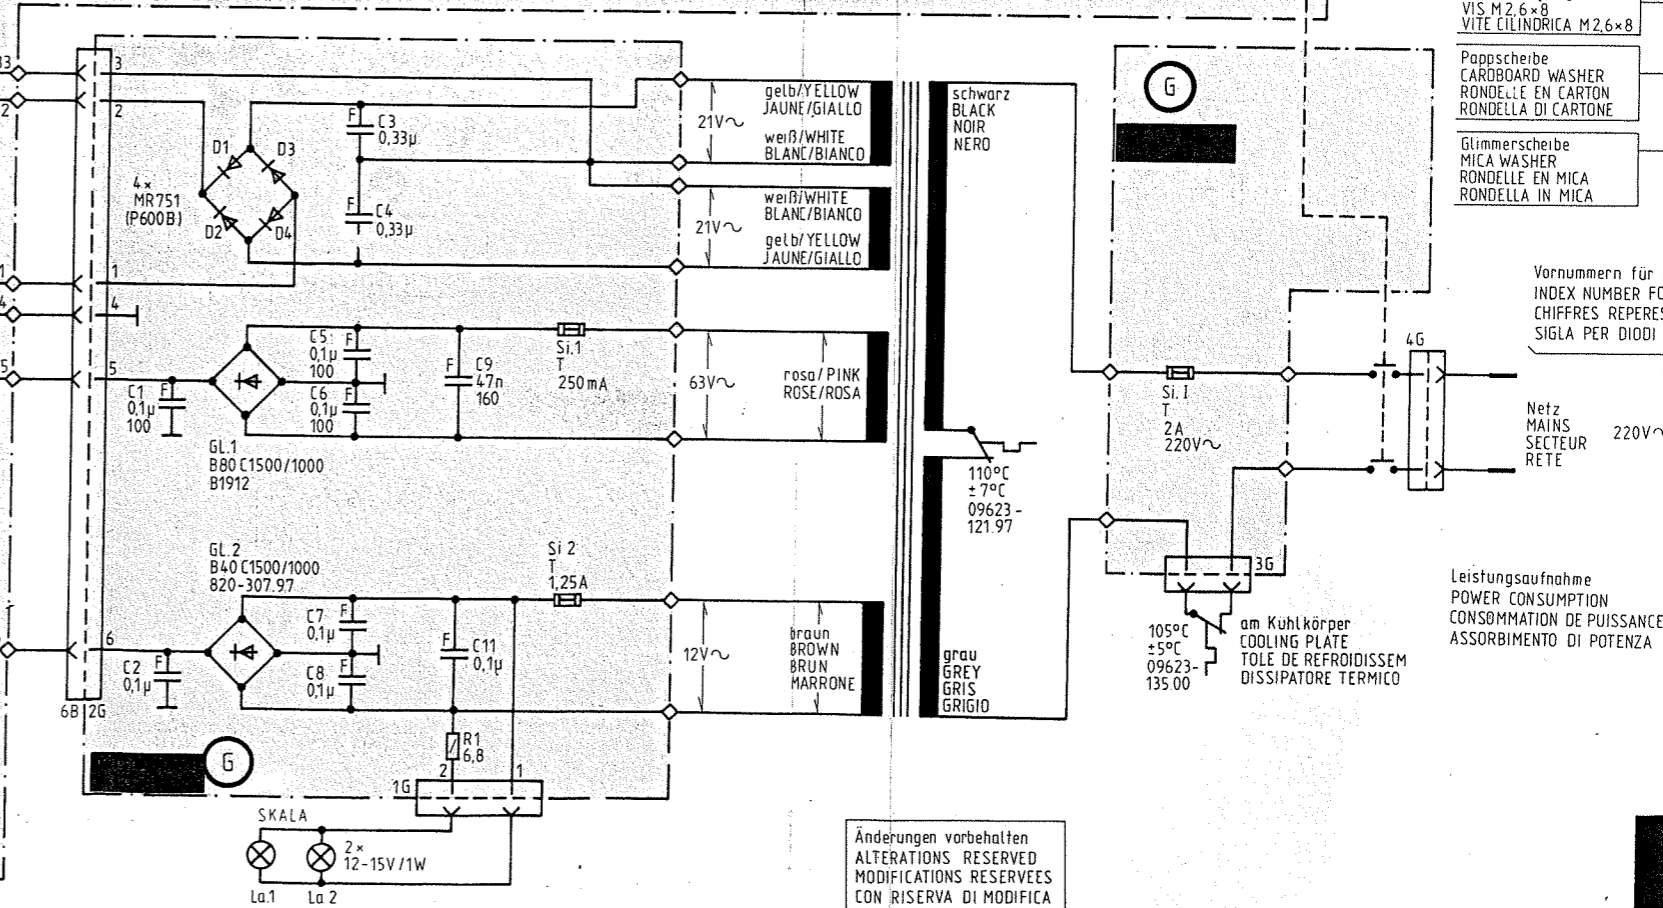 VIS M2,6×8
VITE CILINDRICA M2,6×8
Pappscheibe
CARDBOARD WASHER
RONDELLE EN CARTON
RONDELLA DI CARTONE
Glimmerscheibe
MICA WASHER
RONDELLE EN MICA
RONDELLA IN MICA
Vornummern für
INDEX NUMBER FO
CHIFFRES REPERES
SIGLA PER DIODI
33
2
1
4
5
3
2
1
4
5
6
6B
2G
D1
D3
D2
D4
4×
MR751
(P600B)
F
C3
0,33µ
F
C4
0,33µ
21V~
gelb/YELLOW
JAUNE/GIALLO
weiß/WHITE
BLANC/BIANCO
21V~
weiß/WHITE
BLANC/BIANCO
gelb/YELLOW
JAUNE/GIALLO
schwarz
BLACK
NOIR
NERO
G
C1
0,1µ
100
F
GL.1
B80 C1500/1000
B1912
C5
0,1µ
100
F
C6
0,1µ
100
F
F
C9
47n
160
Si.1
T
250mA
63V~
rosa/PINK
ROSE/ROSA
110°C
±7°C
09623-
121.97
Si. I
T
2A
220V~
4G
Netz
MAINS
SECTEUR
RETE
220V~
GL.2
B40 C1500/1000
820-307.97
C2
0,1µ
F
C7
0,1µ
F
C8
0,1µ
F
F
C11
0,1µ
Si 2
T
1,25A
12V~
braun
BROWN
BRUN
MARRONE
grau
GREY
GRIS
GRIGIO
3G
105°C
±5°C
09623-
135.00
am Kühlkörper
COOLING PLATE
TOLE DE REFROIDISSEM
DISSIPATORE TERMICO
Leistungsaufnahme
POWER CONSUMPTION
CONSOMMATION DE PUISSANCE
ASSORBIMENTO DI POTENZA
G
R1
6,8
1G
2
1
SKALA
2×
12-15V/1W
La.1
La 2
Änderungen vorbehalten
ALTERATIONS RESERVED
MODIFICATIONS RESERVEES
CON RISERVA DI MODIFICA